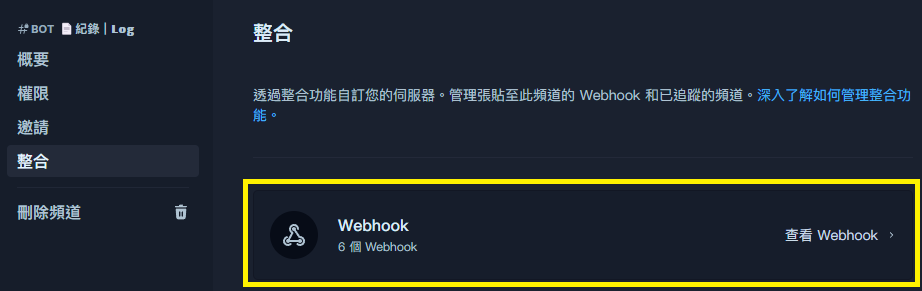 BOT 📄紀錄｜Log
概要
權限
邀請
整合
刪除頻道
整合
透過整合功能自訂您的伺服器。管理張貼至此頻道的 Webhook 和已追蹤的頻道。深入了解如何管理整合功
能。
Webhook
6 個 Webhook
查看 Webhook